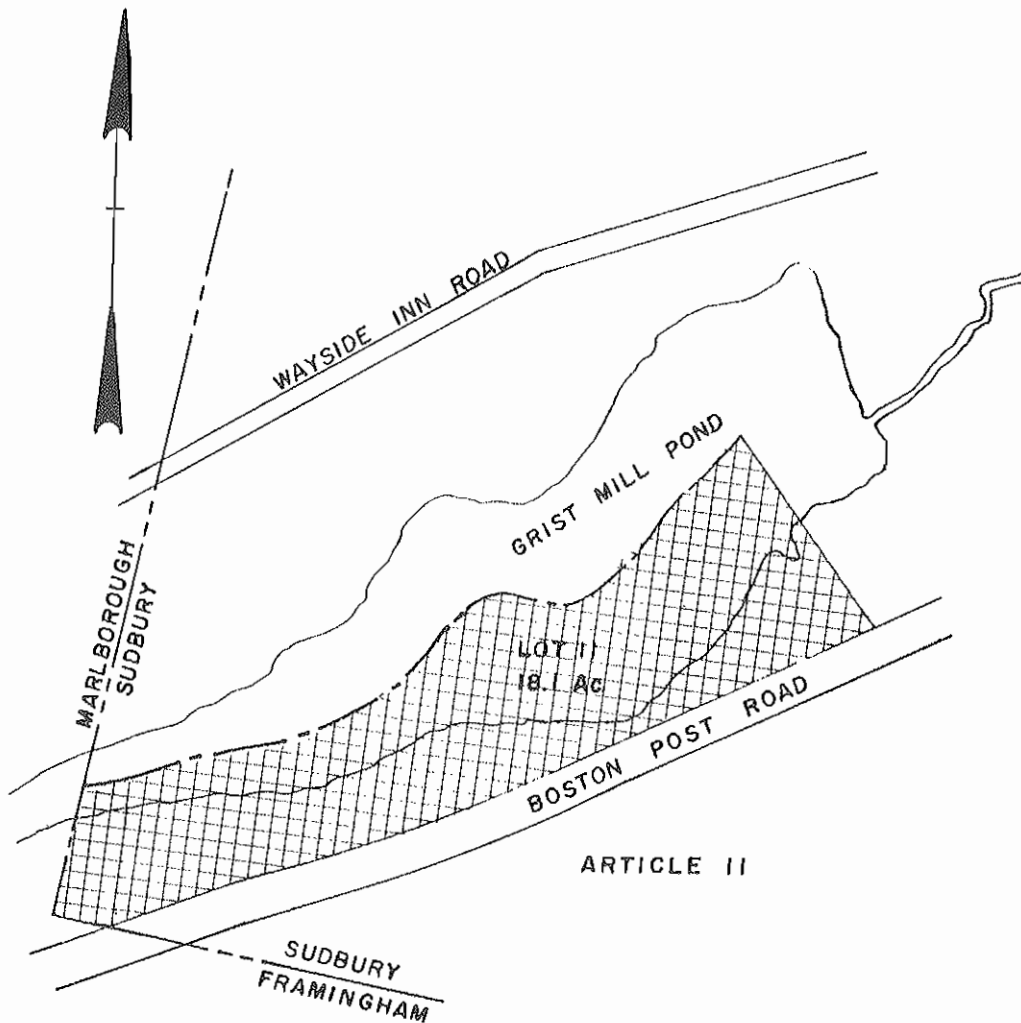 WAYSIDE INN ROAD
GRIST MILL POND
MARLBOROUGH
SUDBURY
LOT 11
18.1 AC
BOSTON POST ROAD
ARTICLE 11
SUDBURY
FRAMINGHAM